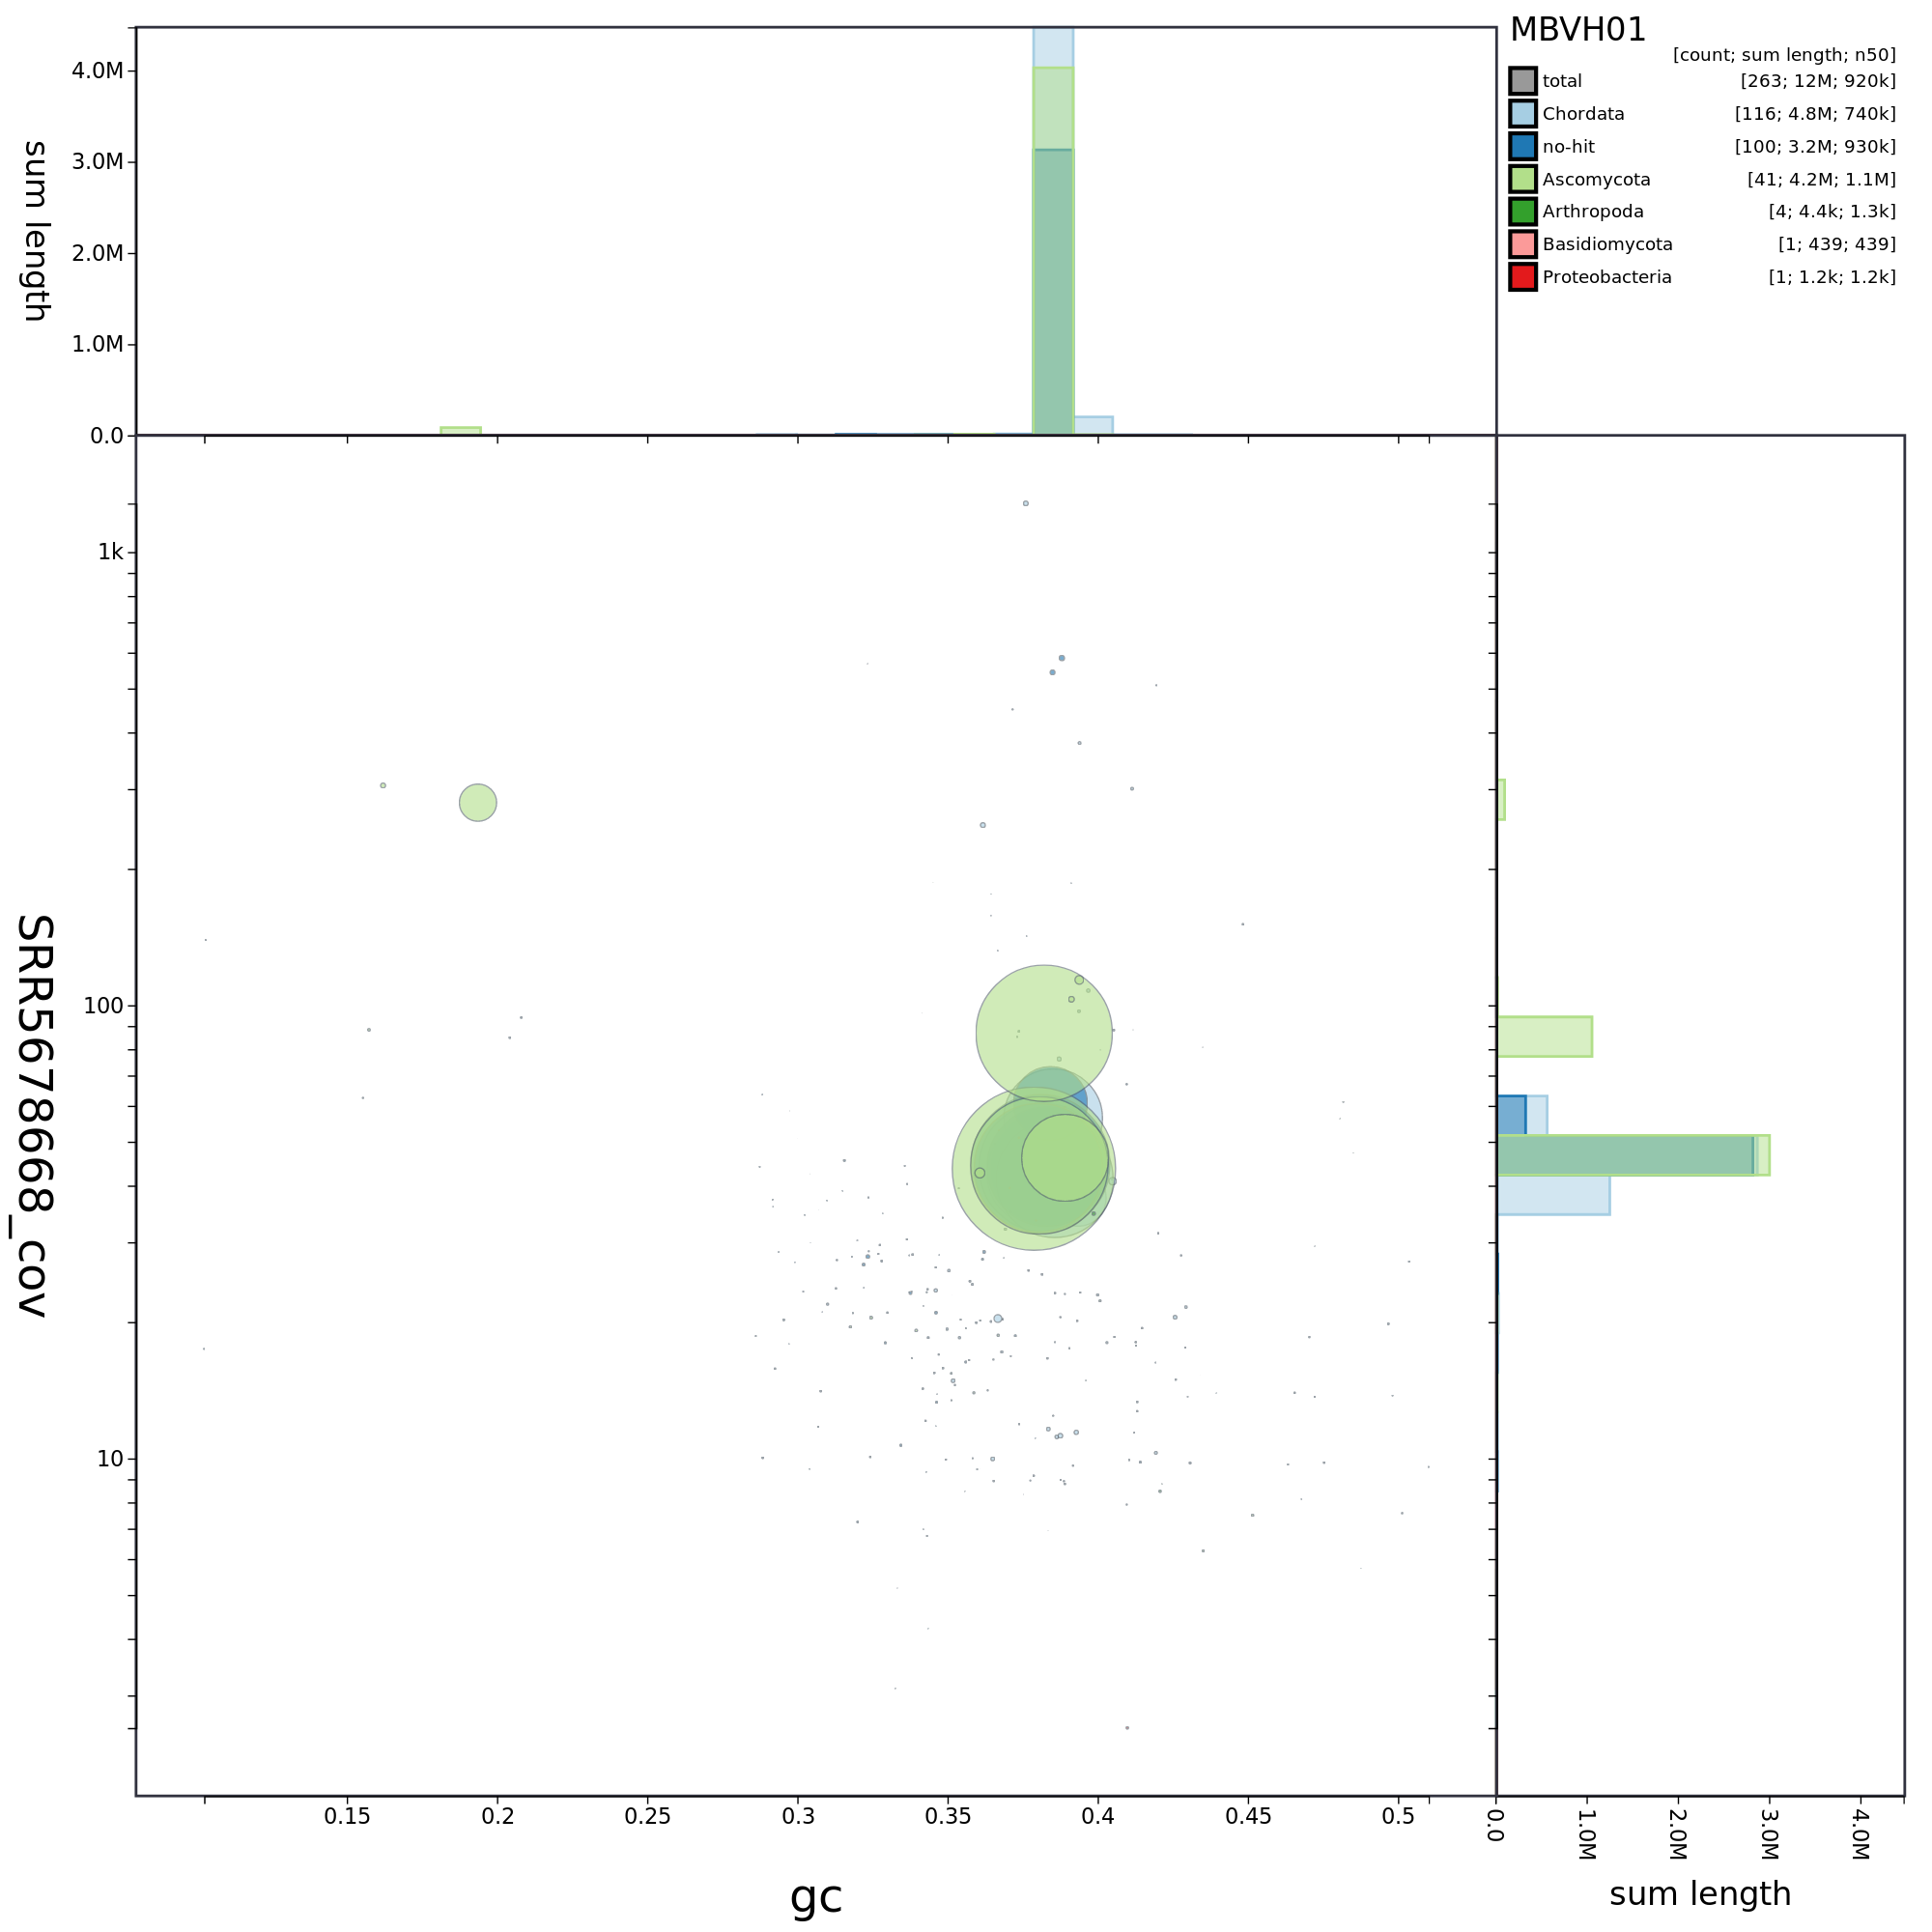 MBVH01
[count; sum length; n50]
total [263; 12M; 920k]
Chordata [116; 4.8M; 740k]
no-hit [100; 3.2M; 930k]
Ascomycota [41; 4.2M; 1.1M]
Arthropoda [4; 4.4k; 1.3k]
Basidiomycota [1; 439; 439]
Proteobacteria [1; 1.2k; 1.2k]
sum length
4.0M
3.0M
2.0M
1.0M
0.0
SRR5678668_cov
1k
100
10
0.15 0.2 0.25 0.3 0.35 0.4 0.45 0.5
gc
0.0 1.0M 2.0M 3.0M 4.0M
sum length